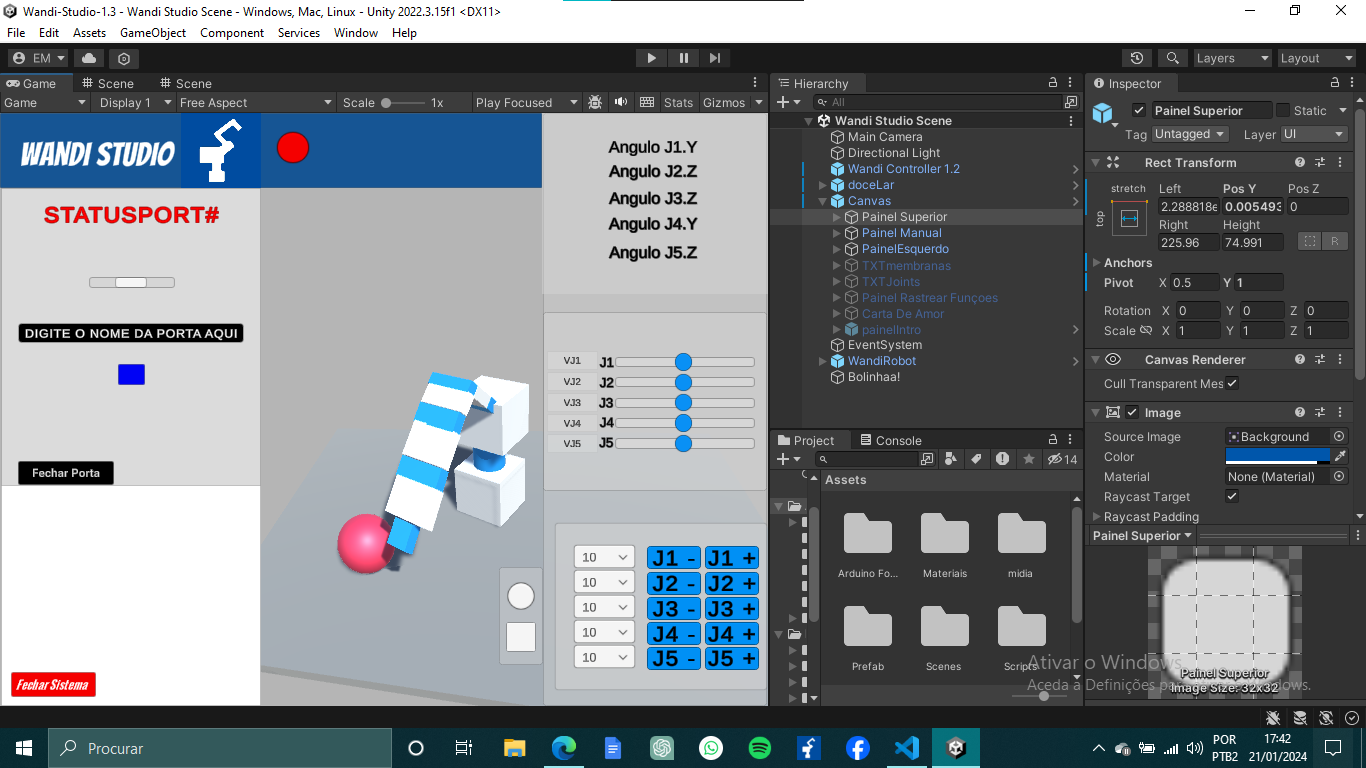 Wandi-Studio-1.3 - Wandi Studio Scene - Windows, Mac, Linux - Unity 2022.3.15f1 <DX11>
File Edit Assets GameObject Component Services Window Help
EM Layers Layout
Game Scene Scene
Game Display 1 Free Aspect Scale 1x Play Focused Stats Gizmos
WANDI STUDIO
STATUSPORT#
DIGITE O NOME DA PORTA AQUI
Fechar Porta
Fechar Sistema
Angulo J1.Y
Angulo J2.Z
Angulo J3.Z
Angulo J4.Y
Angulo J5.Z
VJ1 J1
VJ2 J2
VJ3 J3
VJ4 J4
VJ5 J5
10 J1 - J1 +
10 J2 - J2 +
10 J3 - J3 +
10 J4 - J4 +
10 J5 - J5 +
Hierarchy
All
Wandi Studio Scene
Main Camera
Directional Light
Wandi Controller 1.2
doceLar
Canvas
Painel Superior
Painel Manual
PainelEsquerdo
TXTmembranas
TXTJoints
Painel Rastrear Funçoes
Carta De Amor
painelIntro
EventSystem
WandiRobot
Bolinhaa!
Project Console
14
Assets
Arduino Fo... Materiais midia
Prefab Scenes Scripts
Inspector
Painel Superior Static
Tag Untagged Layer UI
Rect Transform
stretch Left Pos Y Pos Z
top 2.288818e 0.005493 0
Right Height
225.96 74.991 R
Anchors
Pivot X 0.5 Y 1
Rotation X 0 Y 0 Z 0
Scale X 1 Y 1 Z 1
Canvas Renderer
Cull Transparent Mes
Image
Source Image Background
Color
Material None (Material)
Raycast Target
Raycast Padding
Painel Superior
Painel Superior
Image Size: 32x32
Ativar o Windows
Aceda a Definições para ativar o Windows.
Procurar
POR
PTB2
17:42
21/01/2024